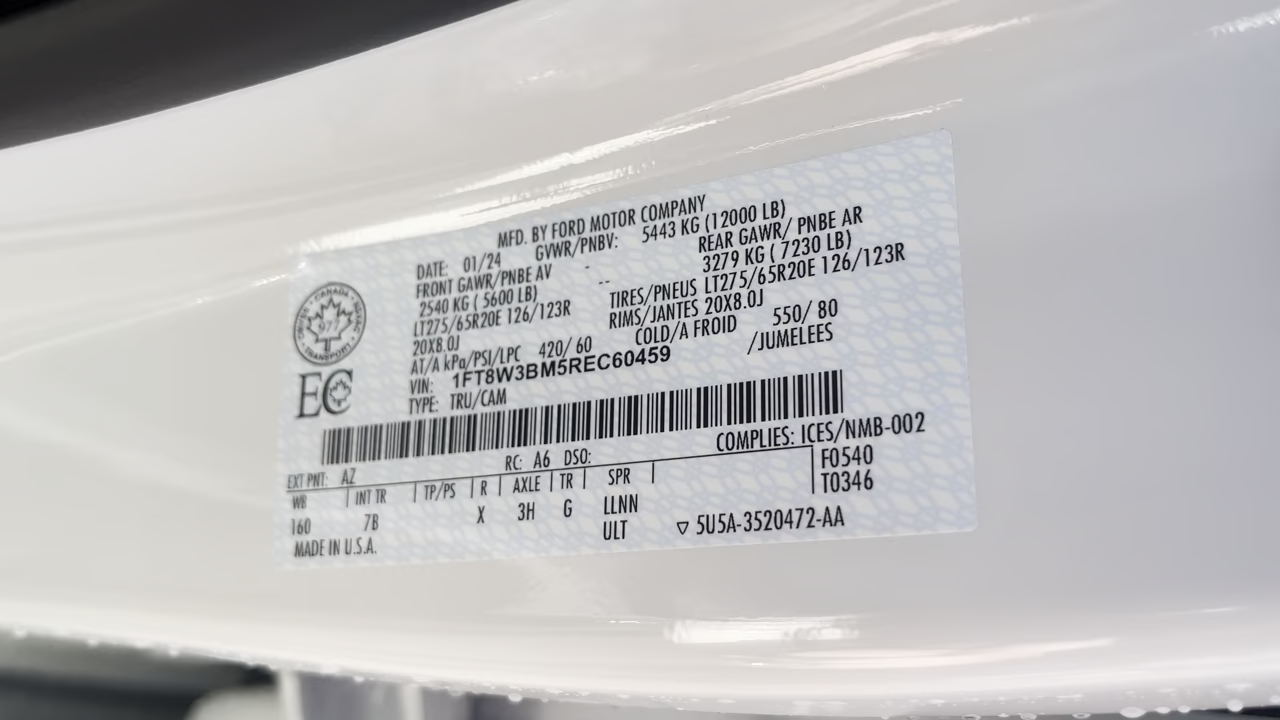 MFD. BY FORD MOTOR COMPANY
DATE: 01/24 GVWR/PNBV: 5443 KG (12000 LB)
FRONT GAWR/PNBE AV - REAR GAWR/ PNBE AR
2540 KG ( 5600 LB) -- 3279 KG ( 7230 LB)
LT275/65R20E 126/123R TIRES/PNEUS LT275/65R20E 126/123R
20X8.0J RIMS/JANTES 20X8.0J
AT/A kPa/PSI/LPC 420/ 60 COLD/A FROID 550/ 80
VIN: 1FT8W3BM5REC60459 /JUMELEES
TYPE: TRU/CAM
CANADA
TRANSPORT
EC
COMPLIES: ICES/NMB-002
EXT PNT: AZ RC: A6 DSO: F0540
WB INT TR TP/PS R AXLE TR SPR T0346
160 7B X 3H G LLNN
ULT ▽ 5U5A-3520472-AA
MADE IN U.S.A.